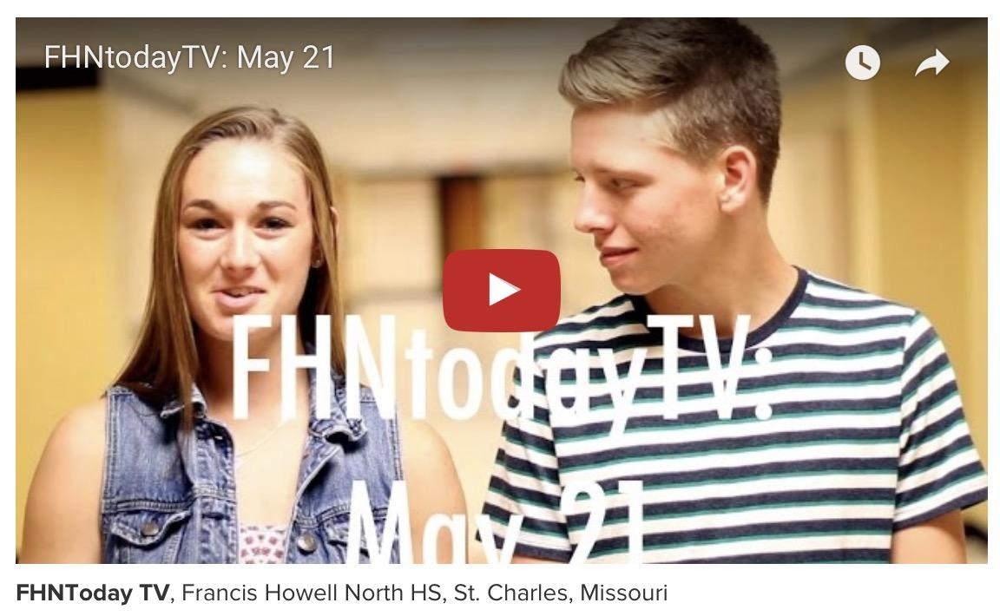 FHNtodayTV: May 21
FHNtodayTV:
May 21
FHNToday TV, Francis Howell North HS, St. Charles, Missouri